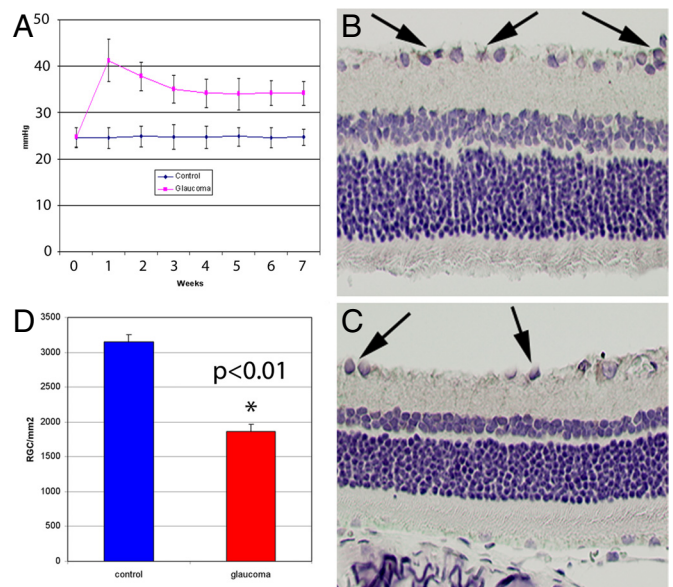 A
50
40
30
20
10
0
mmHg
Control
Glaucoma
0 1 2 3 4 5 6 7
Weeks
B
D
3500
3000
2500
2000
1500
1000
500
0
RGC/mm2
p<0.01
*
control glaucoma
C